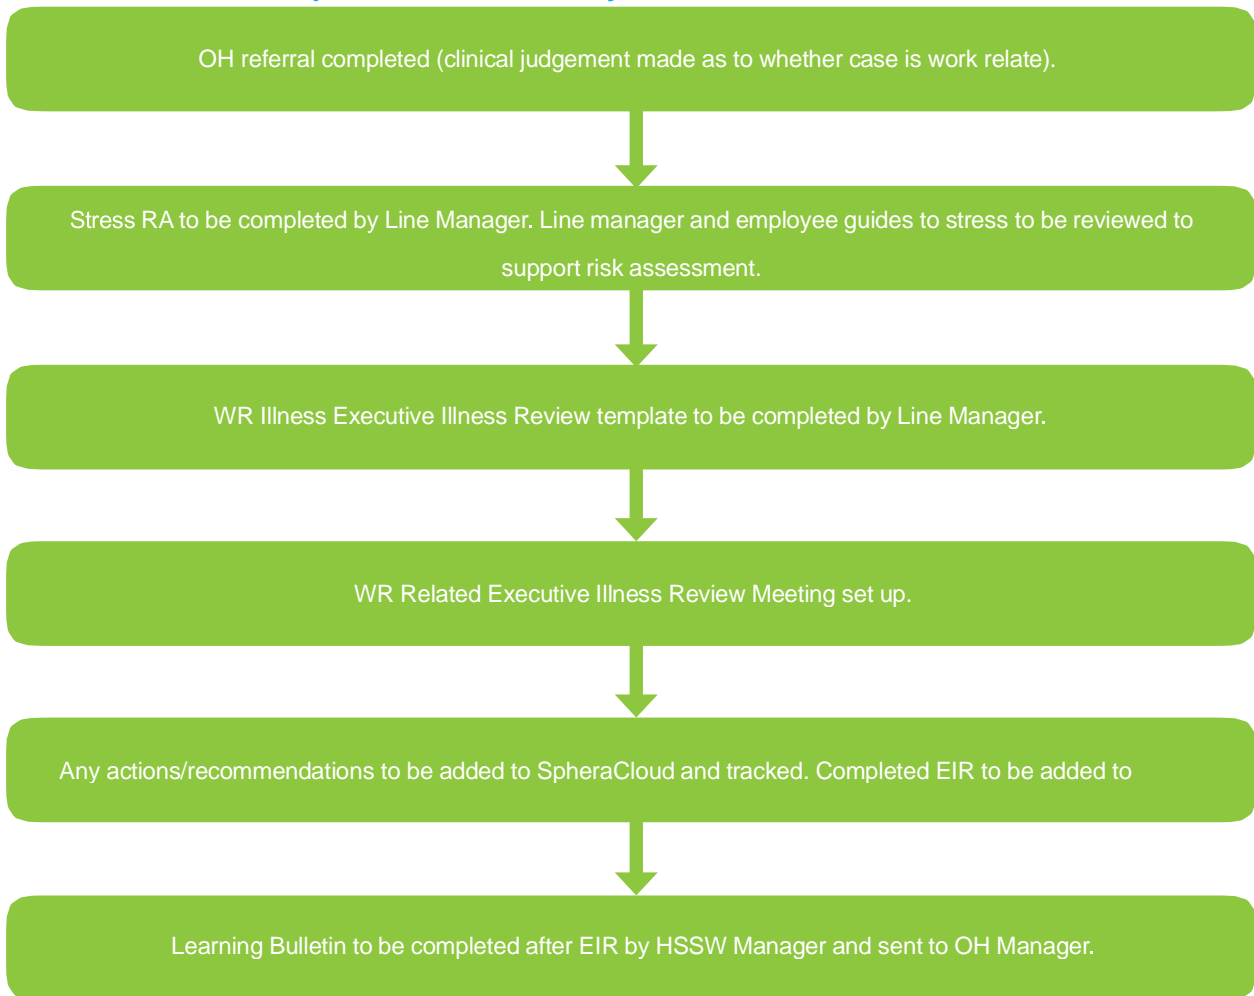 OH referral completed (clinical judgement made as to whether case is work relate).
Stress RA to be completed by Line Manager. Line manager and employee guides to stress to be reviewed to
support risk assessment.
WR Illness Executive Illness Review template to be completed by Line Manager.
WR Related Executive Illness Review Meeting set up.
Any actions/recommendations to be added to SpheraCloud and tracked. Completed EIR to be added to
Learning Bulletin to be completed after EIR by HSSW Manager and sent to OH Manager.